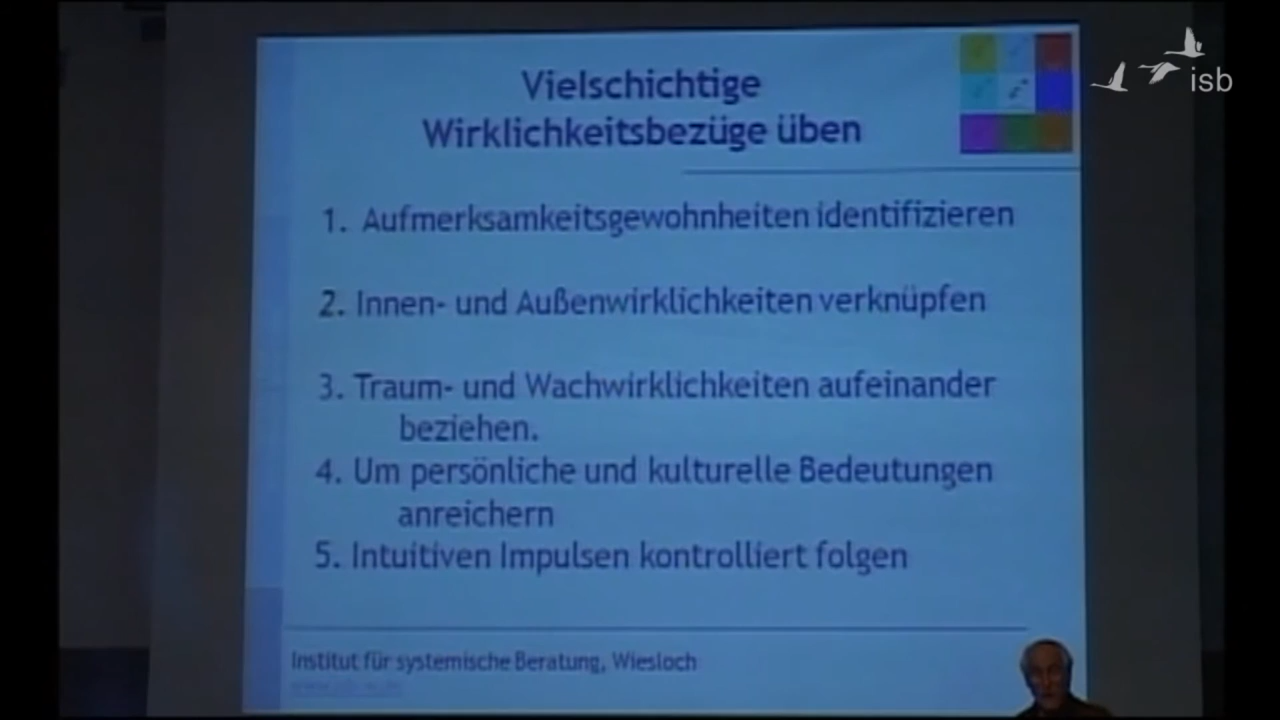 Vielschichtige
Wirklichkeitsbezüge üben
isb
1. Aufmerksamkeitsgewohnheiten identifizieren
2. Innen- und Außenwirklichkeiten verknüpfen
3. Traum- und Wachwirklichkeiten aufeinander
beziehen.
4. Um persönliche und kulturelle Bedeutungen
anreichern
5. Intuitiven Impulsen kontrolliert folgen
Institut für systemische Beratung, Wiesloch